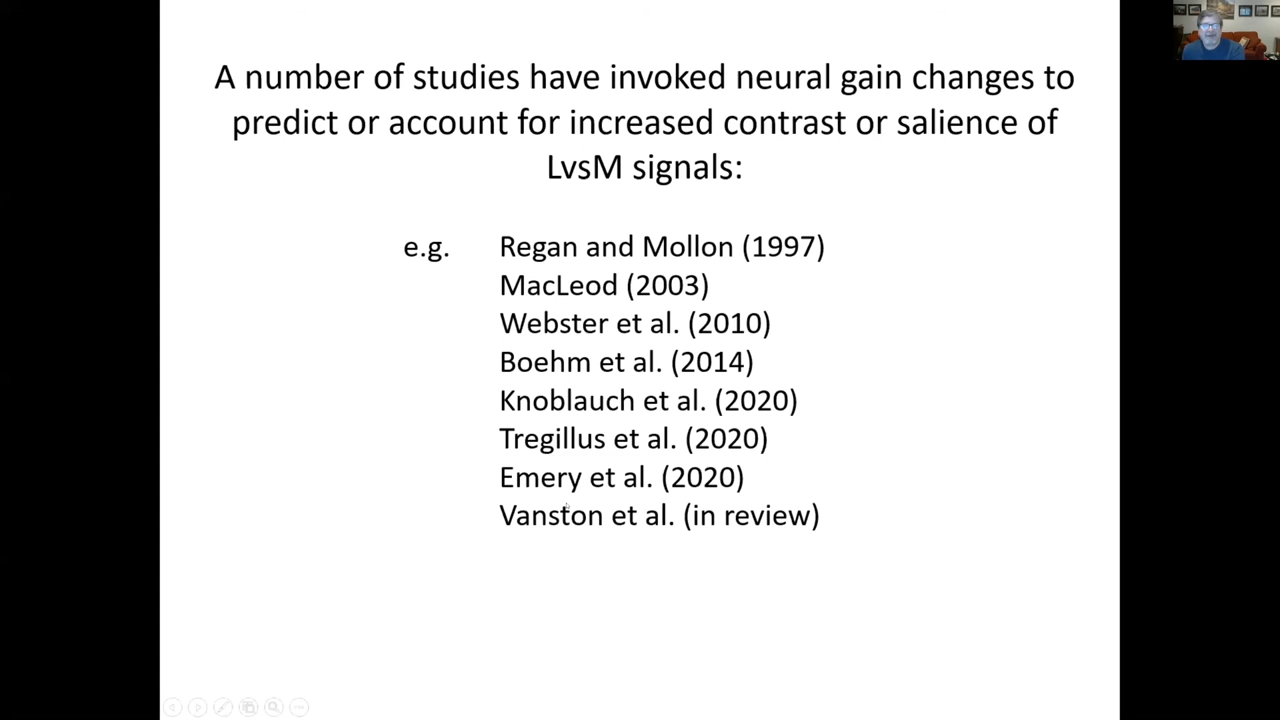 A number of studies have invoked neural gain changes to
predict or account for increased contrast or salience of
LvsM signals:
e.g. Regan and Mollon (1997)
MacLeod (2003)
Webster et al. (2010)
Boehm et al. (2014)
Knoblauch et al. (2020)
Tregillus et al. (2020)
Emery et al. (2020)
Vanston et al. (in review)